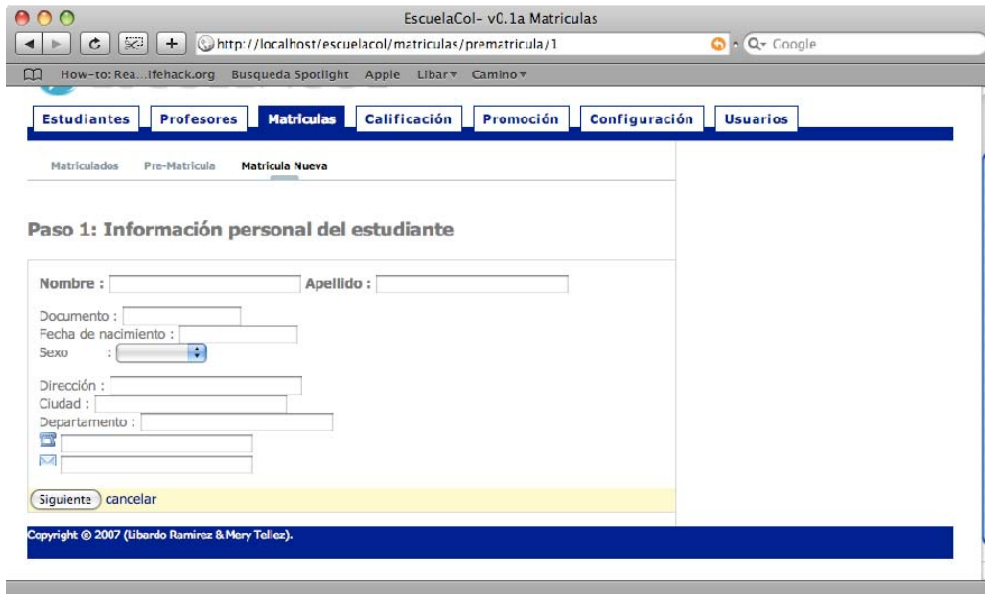 EscuelaCol- v0.1a Matriculas
http://localhost/escuelacol/matriculas/prematricula/1
Google
How-to: Rea...ifehack.org Busqueda Spotlight Apple Libar Camino
Estudiantes Profesores Matriculas Calificación Promoción Configuración Usuarios
Matriculados Pre-Matricula Matricula Nueva
Paso 1: Información personal del estudiante
Nombre : Apellido :
Documento :
Fecha de nacimiento :
Sexo :
Dirección :
Ciudad :
Departamento :
Siguiente cancelar
Copyright © 2007 (Libardo Ramirez & Mery Tellez).